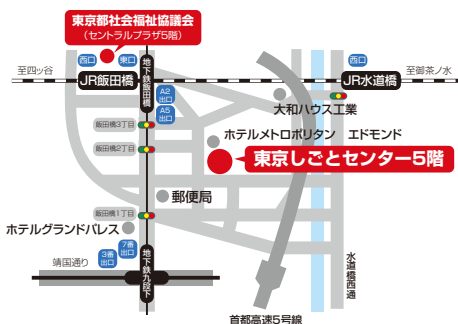 東京都社会福祉協議会
（セントラルプラザ5階）
西口
東口
至四ッ谷
JR飯田橋
地下鉄飯田橋
A2
出口
A5
出口
西口
至御茶ノ水
JR水道橋
大和ハウス工業
飯田橋3丁目
ホテルメトロポリタン　エドモンド
飯田橋2丁目
東京しごとセンター5階
郵便局
飯田橋1丁目
ホテルグランドパレス
7番
出口
3番
出口
靖国通り
地下鉄九段下
水道橋西通
首都高速5号線